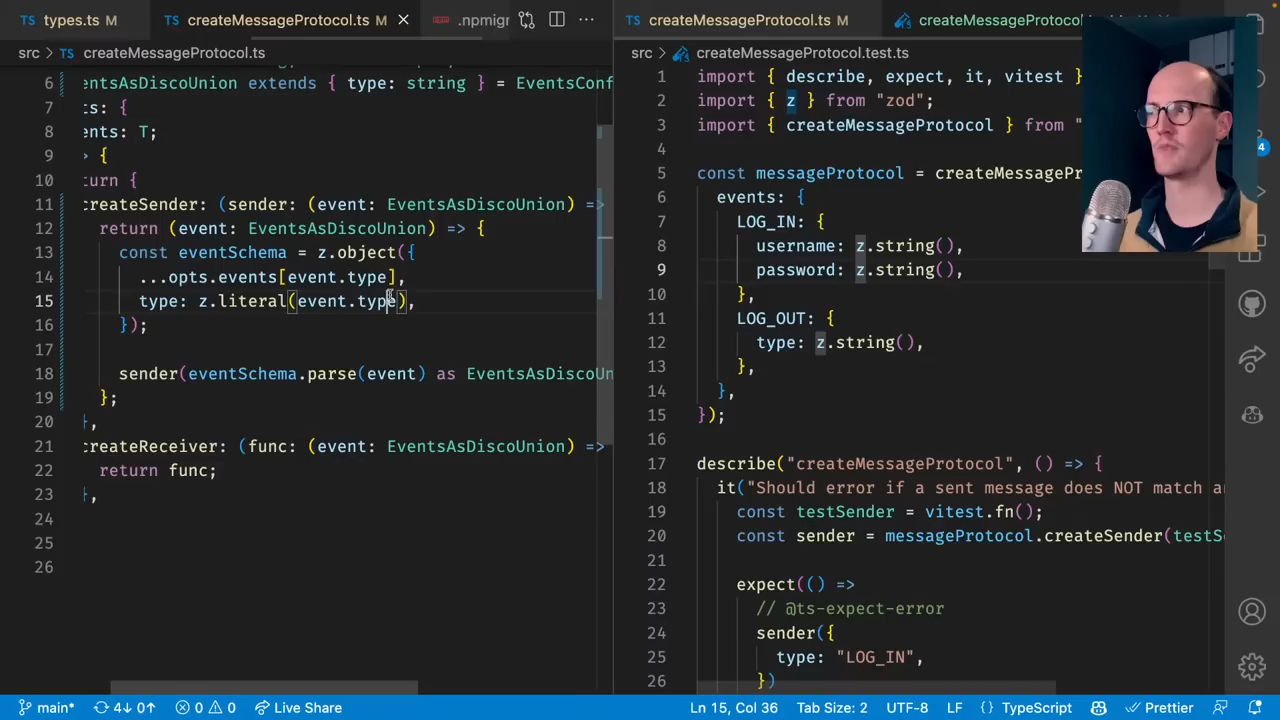 TS types.ts TS createMessageProtocol.ts M .npmigr
src > TS createMessageProtocol.ts
6 EventsAsDiscoUnion extends { type: string } = EventsConf
7 ts: {
8 ents: T;
9 > {
10 urn {
11 createSender: (sender: (event: EventsAsDiscoUnion) =>
12 return (event: EventsAsDiscoUnion) => {
13 const eventSchema = z.object({
14 ...opts.events[event.type],
15 type: z.literal(event.type),
16 });
17
18 sender(eventSchema.parse(event) as EventsAsDiscoUn
19 };
20 },
21 createReceiver: (func: (event: EventsAsDiscoUnion) =>
22 return func;
23 },
24
25
26
TS createMessageProtocol.ts M createMessageProtocol
src > createMessageProtocol.test.ts
1 import { describe, expect, it, vitest }
2 import { z } from "zod";
3 import { createMessageProtocol } from "
4
5 const messageProtocol = createMessagePr
6 events: {
7 LOG_IN: {
8 username: z.string(),
9 password: z.string(),
10 },
11 LOG_OUT: {
12 type: z.string(),
13 },
14 },
15 });
16
17 describe("createMessageProtocol", () => {
18 it("Should error if a sent message does NOT match an
19 const testSender = vitest.fn();
20 const sender = messageProtocol.createSender(testS
21
22 expect(() =>
23 // @ts-expect-error
24 sender({
25 type: "LOG_IN",
26 })
4
main* 4↓ 0↑ 0 0 Live Share Ln 15, Col 36 Tab Size: 2 UTF-8 LF {} TypeScript Prettier